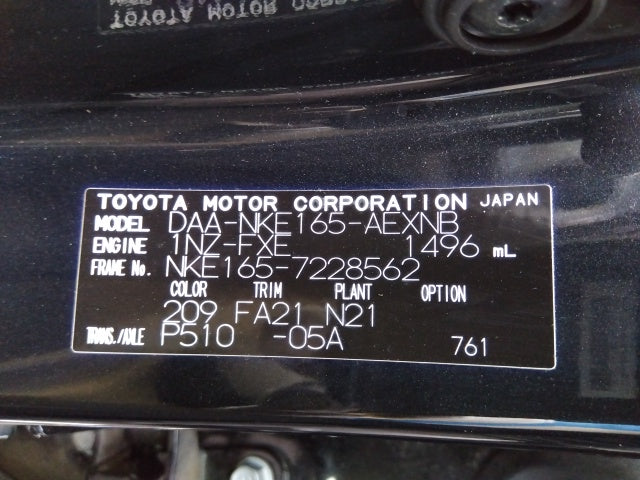 TOYOTA MOTOR CORPORATION JAPAN
MODEL DAA-NKE165-AEXNB
ENGINE 1NZ-FXE 1496 mL
FRAME No. NKE165-7228562
COLOR TRIM PLANT OPTION
209 FA21 N21
TRANS./AXLE P510 -05A 761